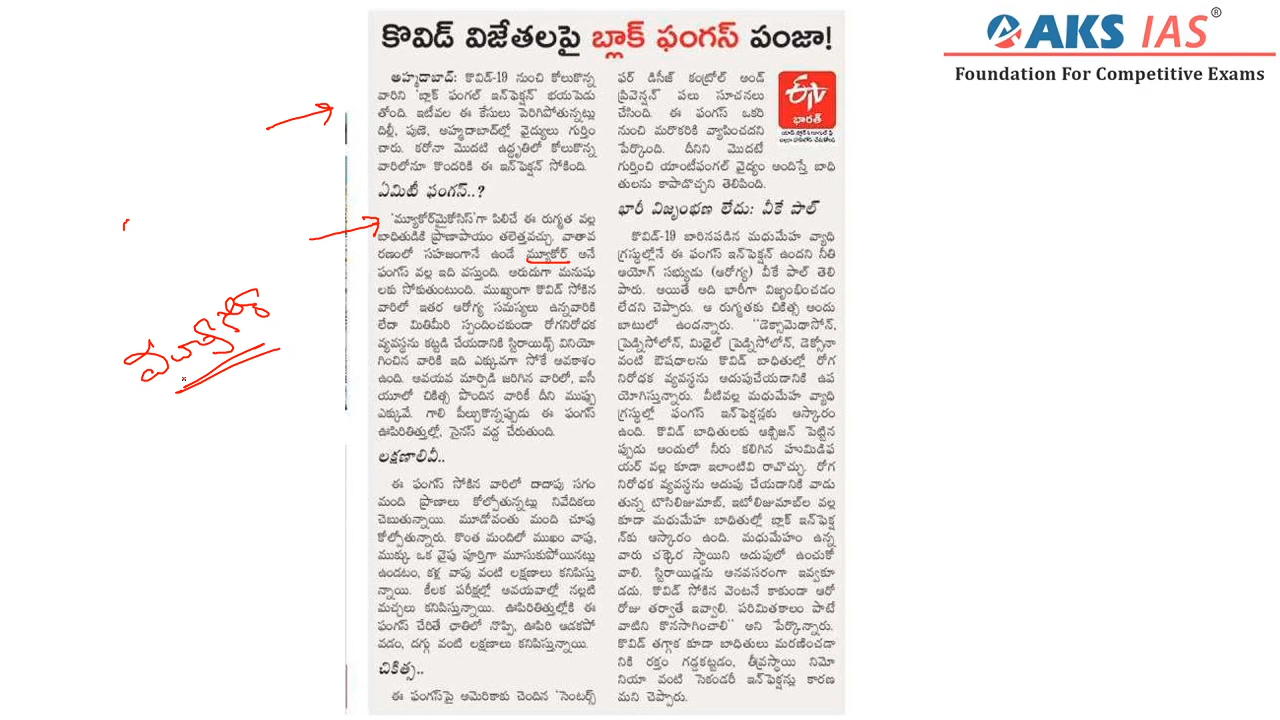 AKS IAS®
Foundation For Competitive Exams
కొవిడ్ విజేతలపై బ్లాక్ ఫంగస్ పంజా!
అహ్మదాబాద్: కొవిడ్-19 నుంచి కోలుకొన్న
వారిని 'బ్లాక్ ఫంగల్ ఇన్‌ఫెక్షన్' భయపెడు
తోంది. ఇటీవల ఈ కేసులు పెరిగిపోతున్నట్లు
దిల్లీ, పుణె, అహ్మదాబాద్‌ల్లో వైద్యులు గుర్తిం
చారు. కరోనా మొదటి ఉద్ధృతిలో కోలుకొన్న
వారిలోనూ కొందరికి ఈ ఇన్‌ఫెక్షన్ సోకింది.
ఏమిటీ ఫంగస్..?
'మ్యూకోర్‌మైకోసిస్'గా పిలిచే ఈ రుగ్మత వల్ల
బాధితుడికి ప్రాణాపాయం తలెత్తవచ్చు. వాతావ
రణంలో సహజంగానే ఉండే మ్యూకోర్ అనే
ఫంగస్ వల్ల ఇది వస్తుంది. అరుదుగా మనుషు
లకు సోకుతుంటుంది. ముఖ్యంగా కొవిడ్ సోకిన
వారిలో ఇతర ఆరోగ్య సమస్యలు ఉన్నవారికి
లేదా మితిమీరి స్పందించకుండా రోగనిరోధక
వ్యవస్థను కట్టడి చేయడానికి స్టిరాయిడ్స్ వినియో
గించిన వారికి ఇది ఎక్కువగా సోకే అవకాశం
ఉంది. అవయవ మార్పిడి జరిగిన వారిలో, ఐసీ
యూలో చికిత్స పొందిన వారికీ దీని ముప్పు
ఎక్కువే. గాలి పీల్చుకొన్నప్పుడు ఈ ఫంగస్
ఊపిరితిత్తుల్లో, సైనస్ వద్ద చేరుతుంది.
లక్షణాలివీ..
ఈ ఫంగస్ సోకిన వారిలో దాదాపు సగం
మంది ప్రాణాలు కోల్పోతున్నట్లు నివేదికలు
చెబుతున్నాయి. మూడోవంతు మంది చూపు
కోల్పోతున్నారు. కొంత మందిలో ముఖం వాపు,
ముక్కు ఒక వైపు పూర్తిగా మూసుకుపోయినట్లు
ఉండటం, కళ్ల వాపు వంటి లక్షణాలు కనిపిస్తు
న్నాయి. కీలక పరీక్షల్లో అవయవాల్లో నల్లటి
మచ్చలు కనిపిస్తున్నాయి. ఊపిరితిత్తుల్లోకి ఈ
ఫంగస్ చేరితే ఛాతిలో నొప్పి, ఊపిరి ఆడకపో
వడం, దగ్గు వంటి లక్షణాలు కనిపిస్తున్నాయి.
చికిత్స..
ఈ ఫంగస్‌పై అమెరికాకు చెందిన 'సెంటర్స్
ఫర్ డిసీజ్ కంట్రోల్ అండ్
ప్రివెన్షన్' పలు సూచనలు
చేసింది. ఈ ఫంగస్ ఒకరి
నుంచి మరొకరికి వ్యాపించదని
పేర్కొంది. దీనిని మొదటే
గుర్తించి యాంటీఫంగల్ వైద్యం అందిస్తే బాధి
తులను కాపాడొచ్చని తెలిపింది.
భారత్
భారీ విజృంభణ లేదు: వీకే పాల్
కొవిడ్-19 బారినపడిన మధుమేహ వ్యాధి
గ్రస్థుల్లోనే ఈ ఫంగస్ ఇన్‌ఫెక్షన్ ఉందని నీతి
ఆయోగ్ సభ్యుడు (ఆరోగ్య) వీకే పాల్ తెలి
పారు. అయితే అది భారీగా విజృంభించడం
లేదని చెప్పారు. ఆ రుగ్మతకు చికిత్స అందు
బాటులో ఉందన్నారు. ''డెక్సామెథాసోన్,
ప్రెడ్నిసోలోన్, మిథైల్ ప్రెడ్నిసోలోన్, డెక్సోనా
వంటి ఔషధాలను కొవిడ్ బాధితుల్లో రోగ
నిరోధక వ్యవస్థను అదుపుచేయడానికి ఉప
యోగిస్తున్నారు. వీటివల్ల మధుమేహ వ్యాధి
గ్రస్థుల్లో ఫంగస్ ఇన్‌ఫెక్షన్లకు ఆస్కారం
ఉంది. కొవిడ్ బాధితులకు ఆక్సిజన్ పెట్టిన
ప్పుడు అందులో నీరు కలిగిన హుమిడిఫ
యర్ వల్ల కూడా ఇలాంటివి రావొచ్చు. రోగ
నిరోధక వ్యవస్థను అదుపు చేయడానికి వాడు
తున్న టొసిలిజుమాబ్, ఇటోలిజుమాబ్‌ల వల్ల
కూడా మధుమేహ బాధితుల్లో బ్లాక్ ఇన్‌ఫెక్ష
న్‌కు ఆస్కారం ఉంది. మధుమేహం ఉన్న
వారు చక్కెర స్థాయిని అదుపులో ఉంచుకో
వాలి. స్టిరాయిడ్లను అనవసరంగా ఇవ్వకూ
డదు. కొవిడ్ సోకిన వెంటనే కాకుండా ఆరో
రోజు తర్వాతే ఇవ్వాలి. పరిమితకాలం పాటే
వాటిని కొనసాగించాలి'' అని పేర్కొన్నారు.
కొవిడ్ తగ్గాక కూడా బాధితులు మరణించడా
నికి రక్తం గడ్డకట్టడం, తీవ్రస్థాయి నిమో
నియా వంటి సెకండరీ ఇన్‌ఫెక్షన్లు కారణ
మని చెప్పారు.